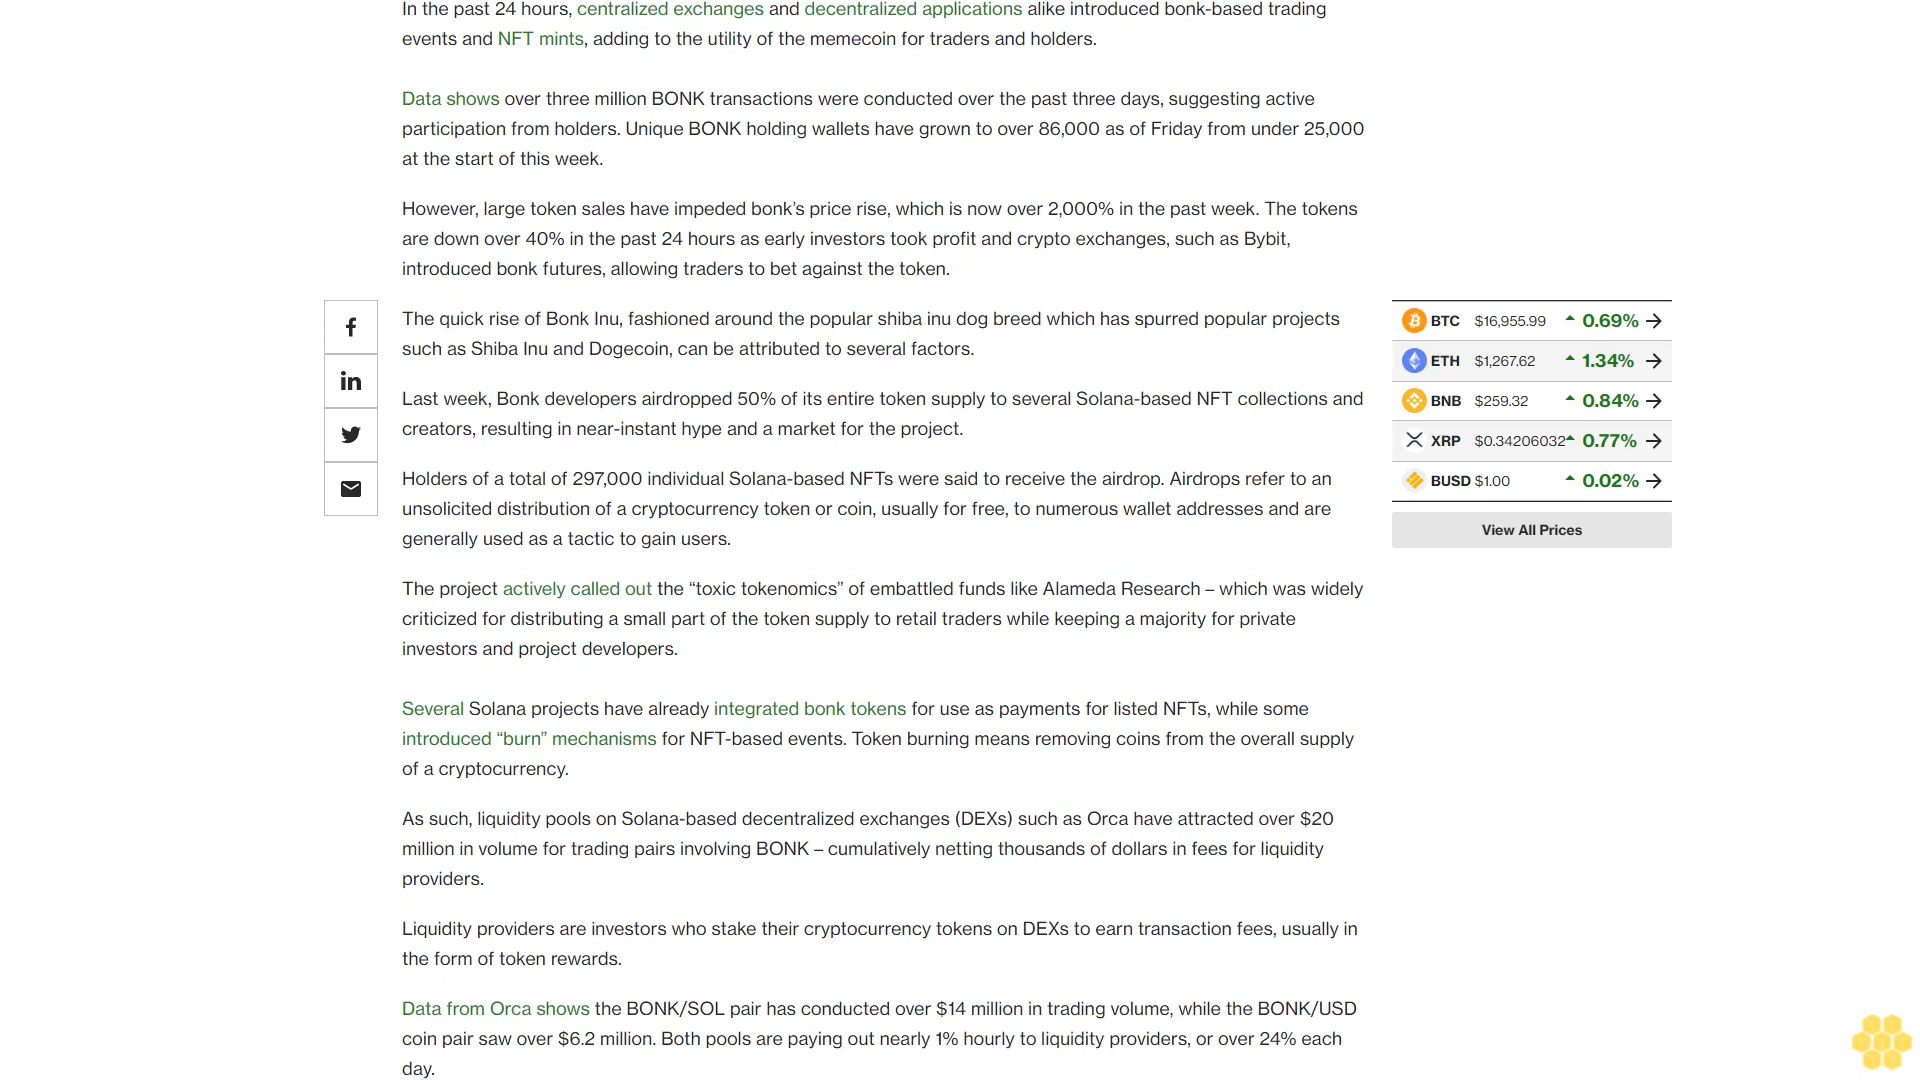 In the past 24 hours, centralized exchanges and decentralized applications alike introduced bonk-based trading
events and NFT mints, adding to the utility of the memecoin for traders and holders.
Data shows over three million BONK transactions were conducted over the past three days, suggesting active
participation from holders. Unique BONK holding wallets have grown to over 86,000 as of Friday from under 25,000
at the start of this week.
However, large token sales have impeded bonk’s price rise, which is now over 2,000% in the past week. The tokens
are down over 40% in the past 24 hours as early investors took profit and crypto exchanges, such as Bybit,
introduced bonk futures, allowing traders to bet against the token.
The quick rise of Bonk Inu, fashioned around the popular shiba inu dog breed which has spurred popular projects
such as Shiba Inu and Dogecoin, can be attributed to several factors.
Last week, Bonk developers airdropped 50% of its entire token supply to several Solana-based NFT collections and
creators, resulting in near-instant hype and a market for the project.
Holders of a total of 297,000 individual Solana-based NFTs were said to receive the airdrop. Airdrops refer to an
unsolicited distribution of a cryptocurrency token or coin, usually for free, to numerous wallet addresses and are
generally used as a tactic to gain users.
The project actively called out the “toxic tokenomics” of embattled funds like Alameda Research – which was widely
criticized for distributing a small part of the token supply to retail traders while keeping a majority for private
investors and project developers.
Several Solana projects have already integrated bonk tokens for use as payments for listed NFTs, while some
introduced “burn” mechanisms for NFT-based events. Token burning means removing coins from the overall supply
of a cryptocurrency.
As such, liquidity pools on Solana-based decentralized exchanges (DEXs) such as Orca have attracted over $20
million in volume for trading pairs involving BONK – cumulatively netting thousands of dollars in fees for liquidity
providers.
Liquidity providers are investors who stake their cryptocurrency tokens on DEXs to earn transaction fees, usually in
the form of token rewards.
Data from Orca shows the BONK/SOL pair has conducted over $14 million in trading volume, while the BONK/USD
coin pair saw over $6.2 million. Both pools are paying out nearly 1% hourly to liquidity providers, or over 24% each
day.
BTC $16,955.99 0.69%
ETH $1,267.62 1.34%
BNB $259.32 0.84%
XRP $0.34206032 0.77%
BUSD $1.00 0.02%
View All Prices